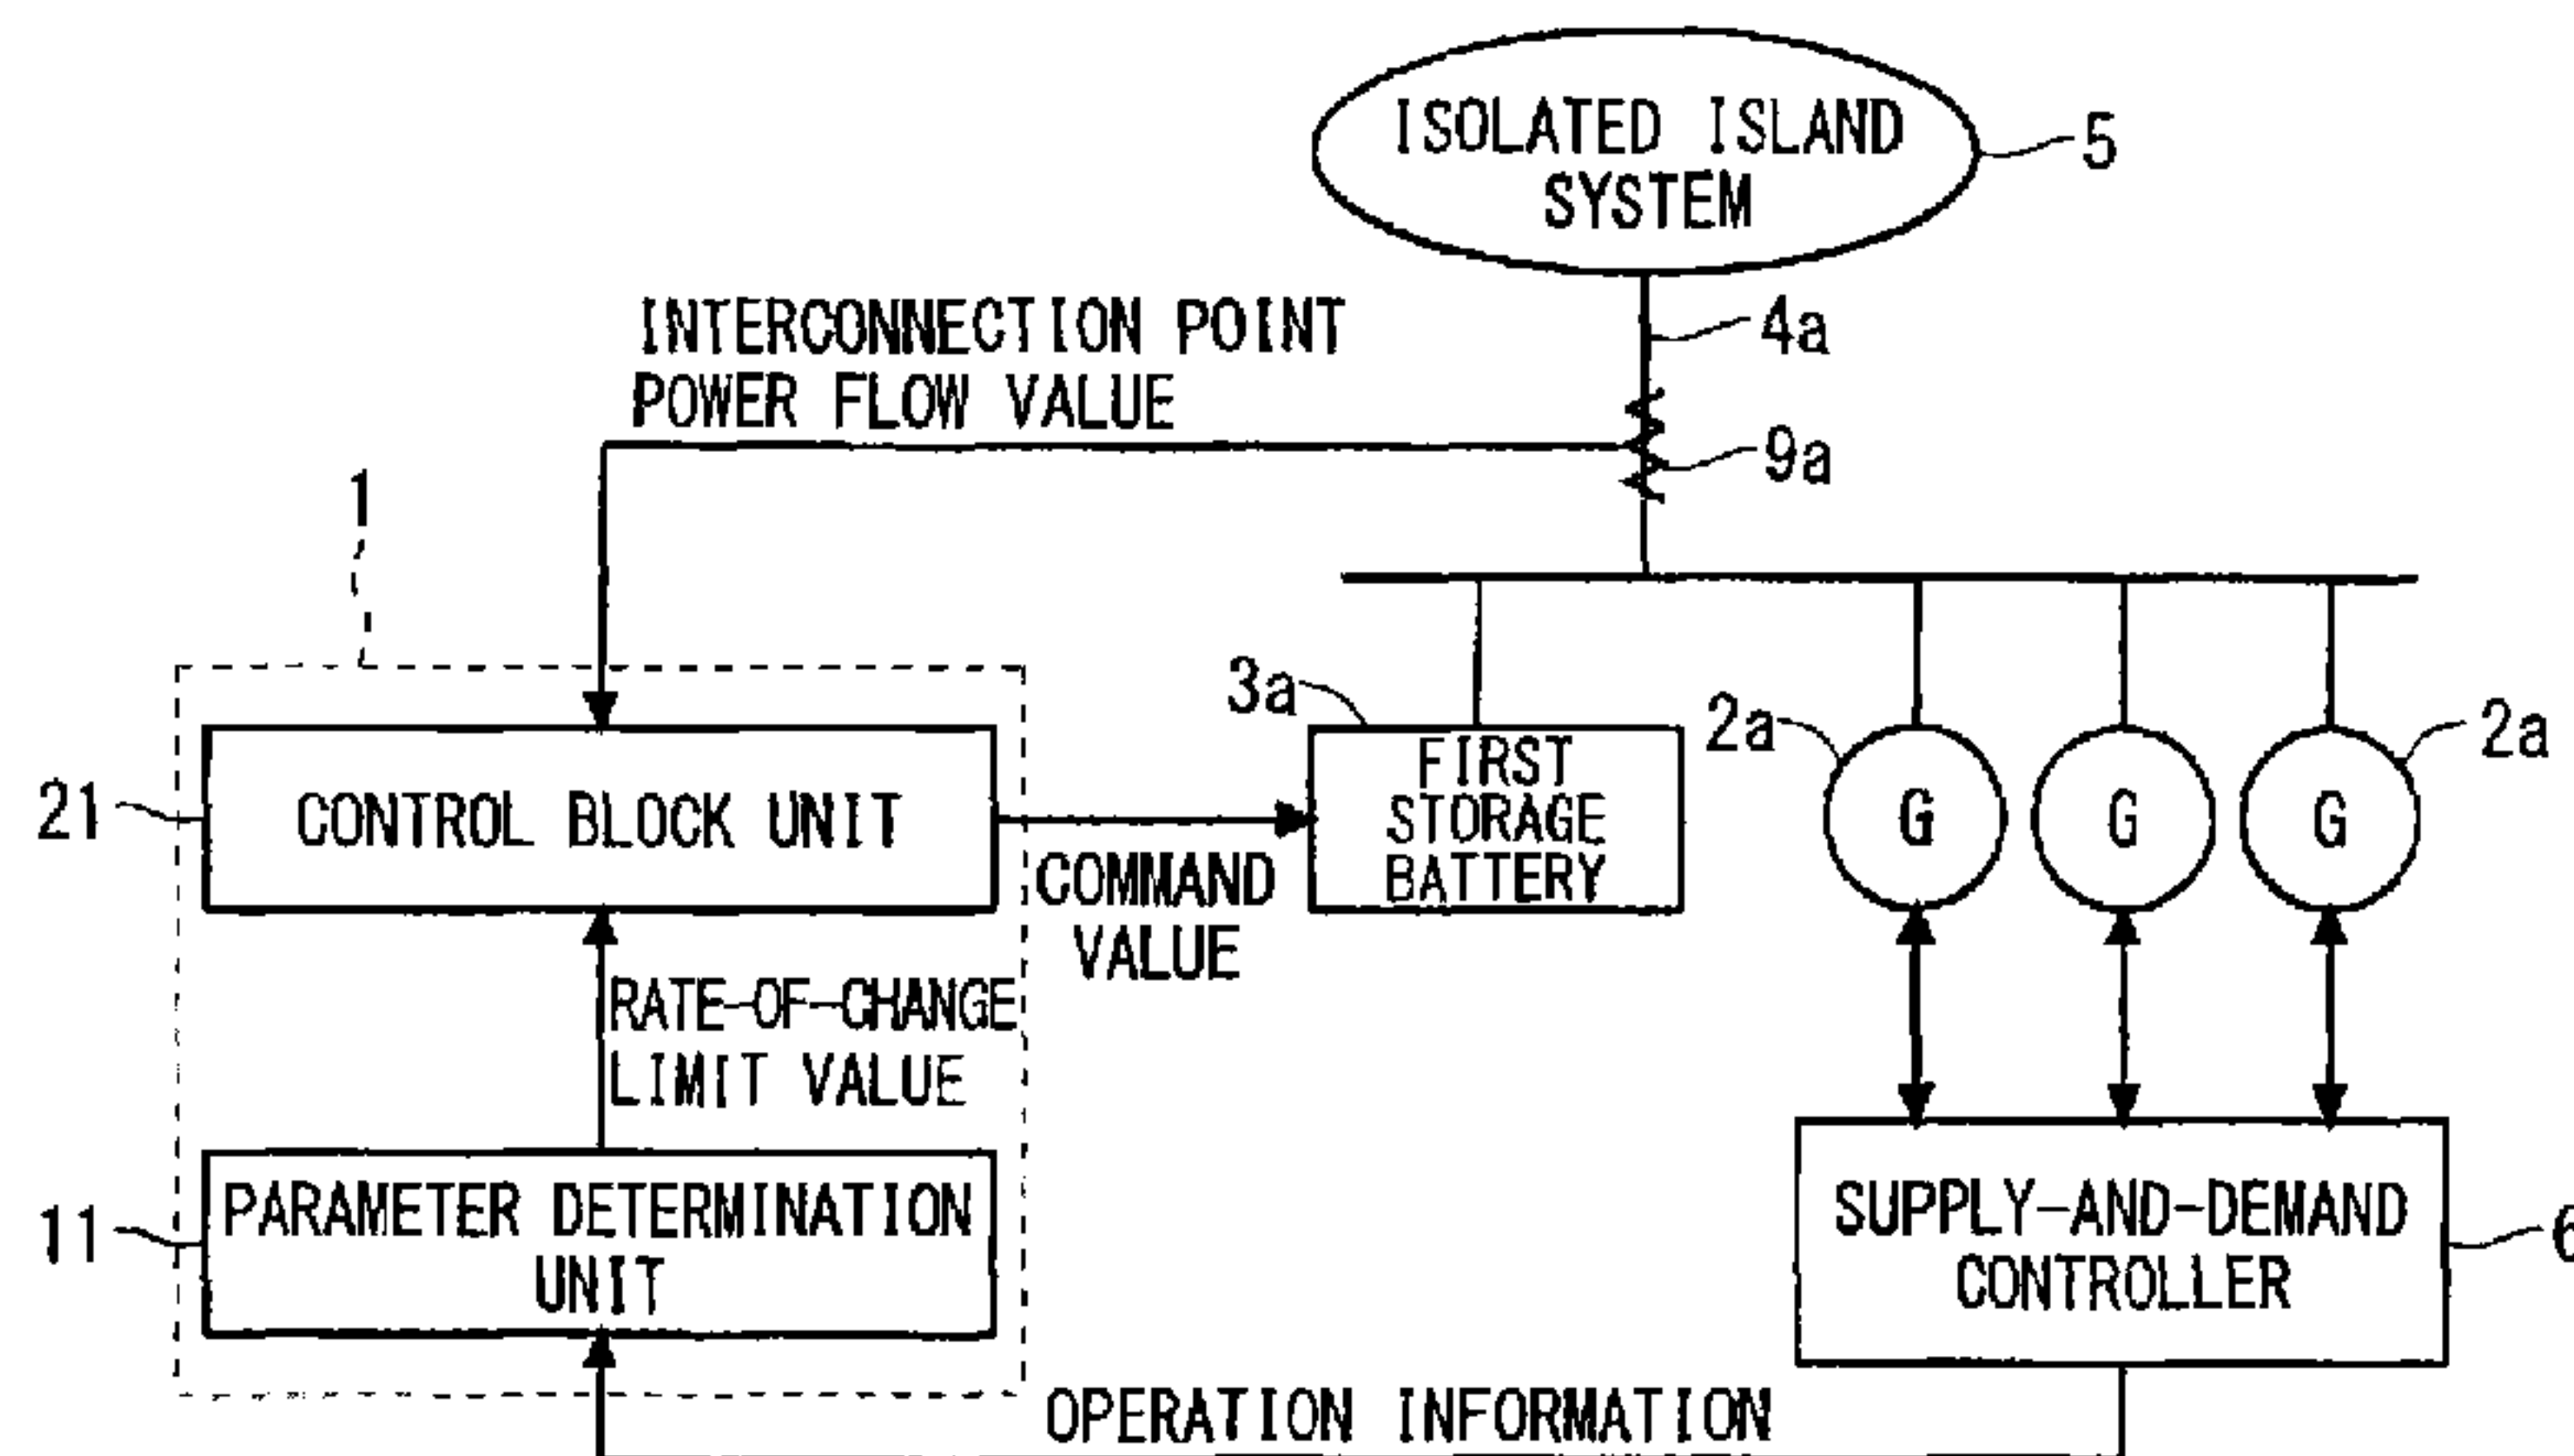 ISOLATED ISLAND
SYSTEM
5
INTERCONNECTION POINT
POWER FLOW VALUE
4a
9a
1
3a
2a
2a
21
CONTROL BLOCK UNIT
FIRST
STORAGE
BATTERY
G
G
G
COMMAND
VALUE
RATE-OF-CHANGE
LIMIT VALUE
11
PARAMETER DETERMINATION
UNIT
SUPPLY-AND-DEMAND
CONTROLLER
6
OPERATION INFORMATION